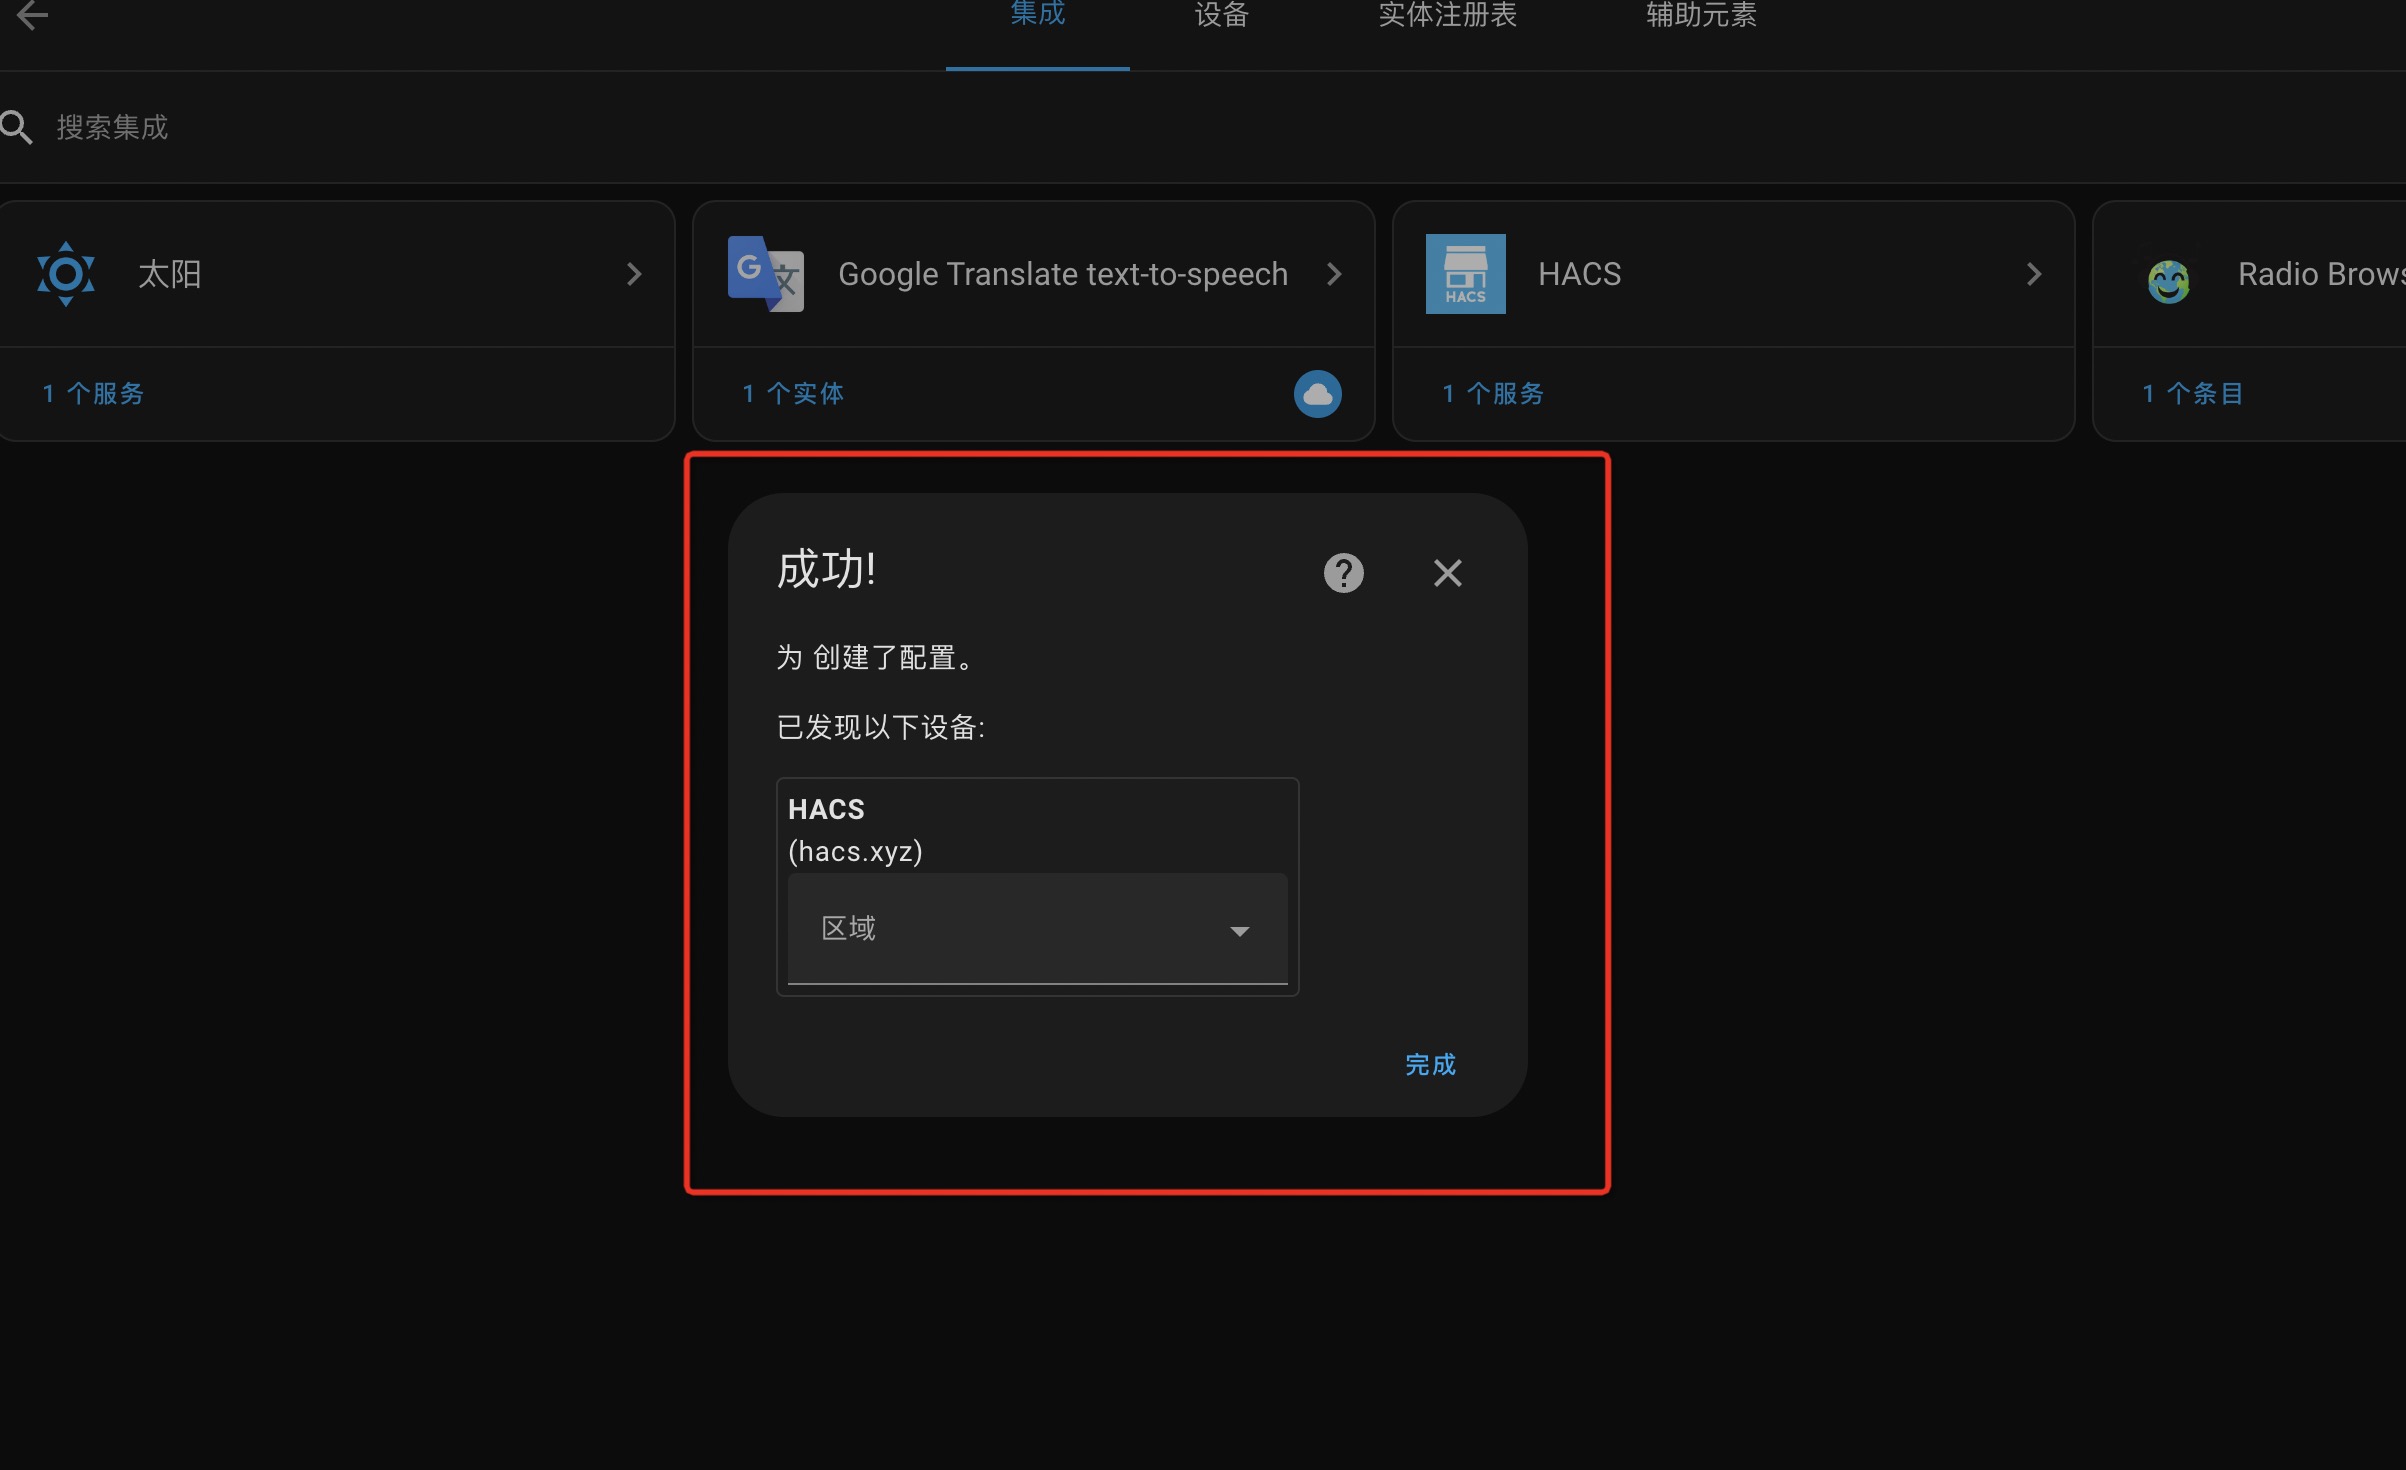 集成
设备
实体注册表
辅助元素
搜索集成
太阳
Google Translate text-to-speech
HACS
HACS
Radio Brows
1 个服务
1 个实体
1 个服务
1 个条目
成功!
为 创建了配置。
已发现以下设备:
HACS
(hacs.xyz)
区域
完成